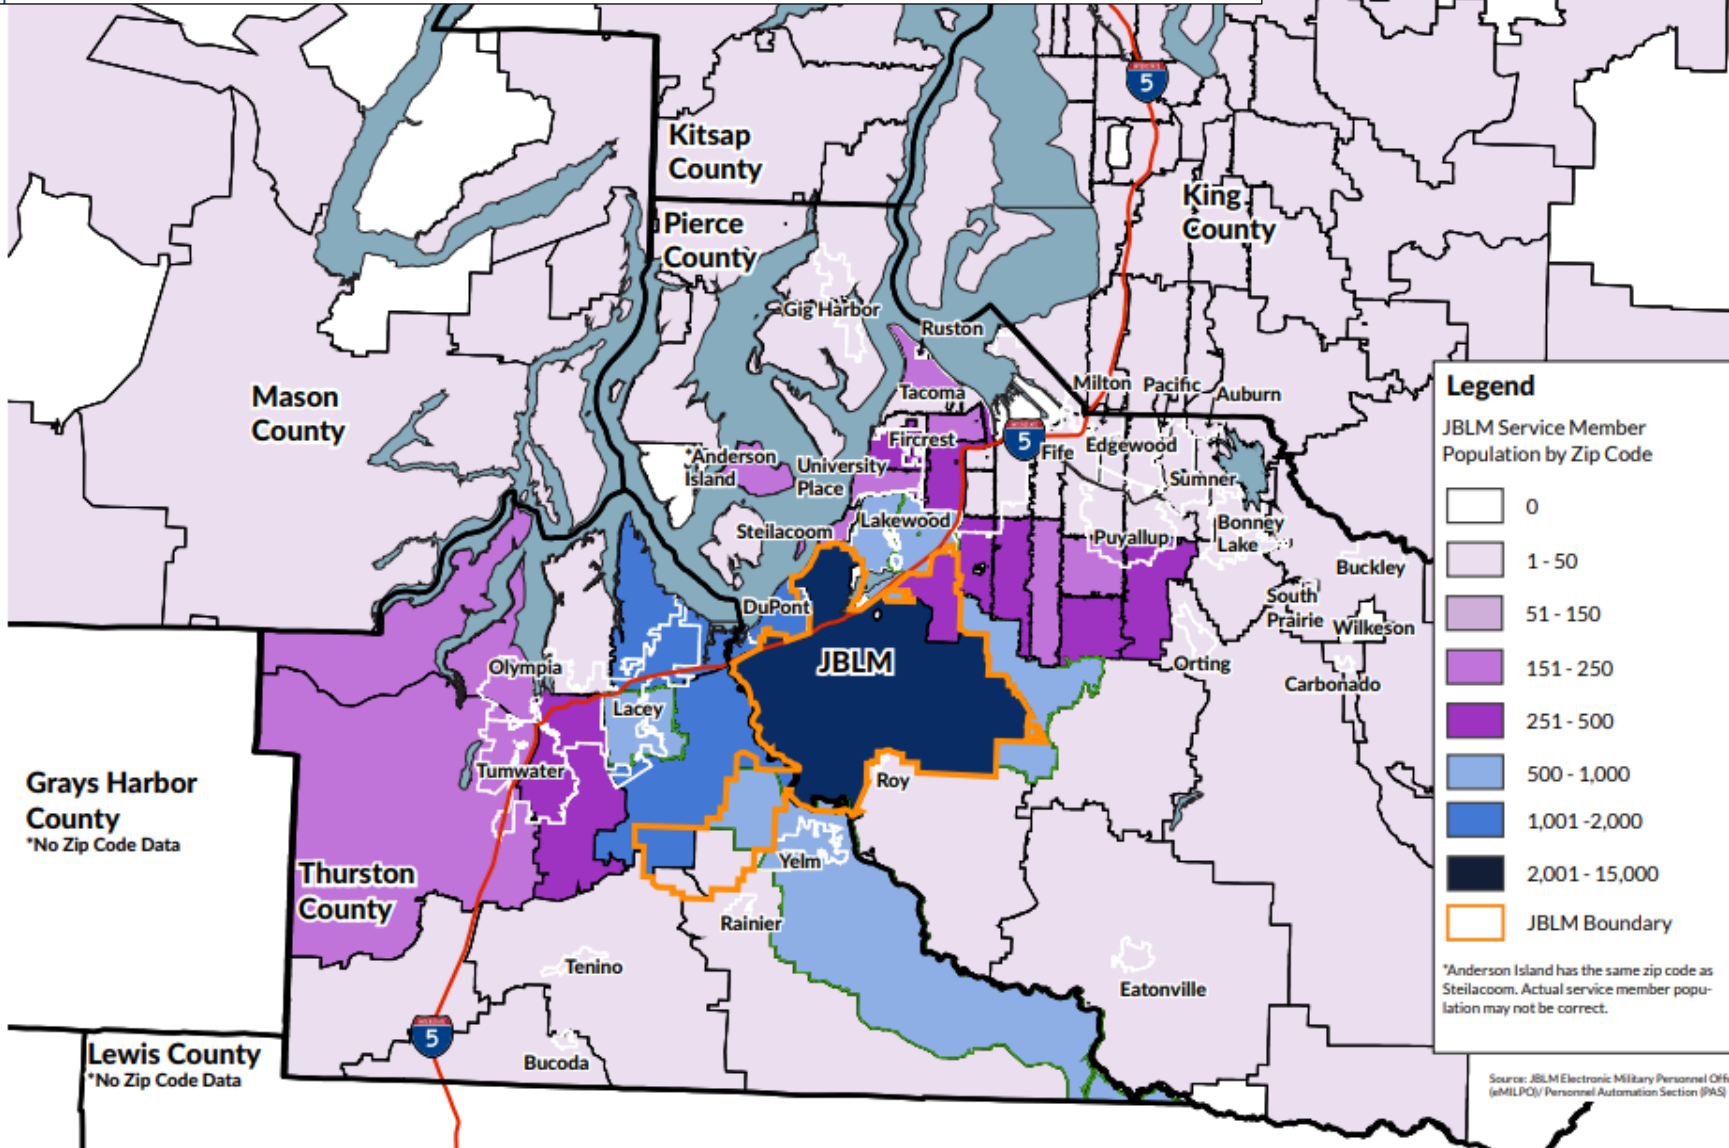 5
Kitsap
County
King
County
Pierce
County
Gig Harbor
Ruston
Mason
County
Tacoma
Milton
Pacific
Auburn
Fircrest
5
Fife
Edgewood
*Anderson
Island
University
Place
Sumner
Steilacoom
Lakewood
Puyallup
Bonney
Lake
Buckley
DuPont
South
Prairie
Wilkeson
JBLM
Olympia
Orting
Carbonado
Lacey
Tumwater
Roy
Grays Harbor
County
*No Zip Code Data
Yelm
Thurston
County
Rainier
Tenino
Eatonville
5
Bucoda
Lewis County
*No Zip Code Data
Legend
JBLM Service Member
Population by Zip Code
0
1 - 50
51 - 150
151 - 250
251 - 500
500 - 1,000
1,001 -2,000
2,001 - 15,000
JBLM Boundary
*Anderson Island has the same zip code as
Steilacoom. Actual service member popu-
lation may not be correct.
Source: JBLM Electronic Military Personnel Offi
(eMILPO)/ Personnel Automation Section (PAS)